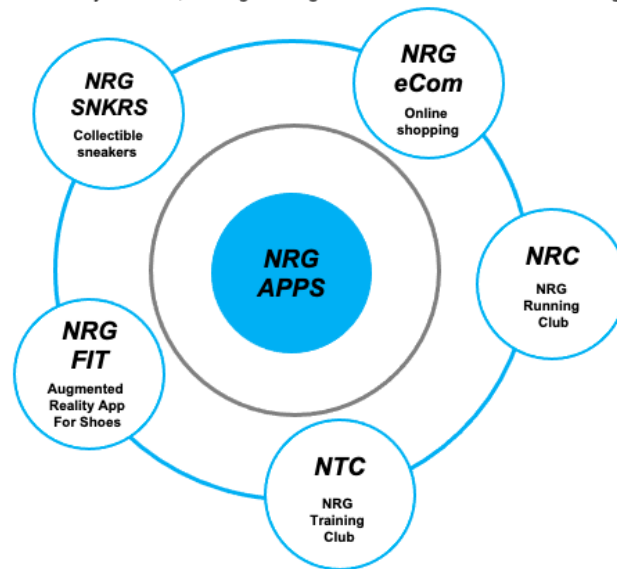 NRG
SNKRS
Collectible
sneakers
NRG
eCom
Online
shopping
NRG
APPS
NRC
NRG
Running
Club
NRG
FIT
Augmented
Reality App
For Shoes
NTC
NRG
Training
Club